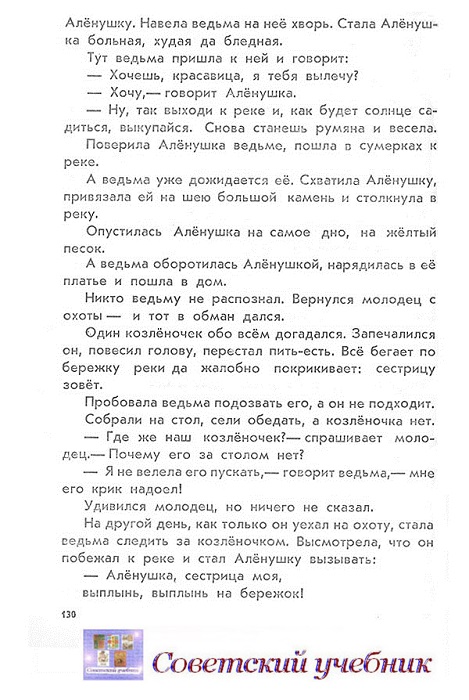 Алёнушку. Навела ведьма на неё хворь. Стала Алёнуш-
ка больная, худая да бледная.
Тут ведьма пришла к ней и говорит:
— Хочешь, красавица, я тебя вылечу?
— Хочу,— говорит Алёнушка.
— Ну, так выходи к реке и, как будет солнце са-
диться, выкупайся. Снова станешь румяна и весела.
Поверила Алёнушка ведьме, пошла в сумерках к
реке.
А ведьма уже дожидается её. Схватила Алёнушку,
привязала ей на шею большой камень и столкнула в
реку.
Опустилась Алёнушка на самое дно, на жёлтый
песок.
А ведьма оборотилась Алёнушкой, нарядилась в её
платье и пошла в дом.
Никто ведьму не распознал. Вернулся молодец с
охоты — и тот в обман дался.
Один козлёночек обо всём догадался. Запечалился
он, повесил голову, перестал пить-есть. Всё бегает по
бережку реки да жалобно покрикивает: сестрицу
зовёт.
Пробовала ведьма подозвать его, а он не подходит.
Собрали на стол, сели обедать, а козлёночка нет.
— Где же наш козлёночек?— спрашивает моло-
дец.— Почему его за столом нет?
— Я не велела его пускать,— говорит ведьма,— мне
его крик надоел!
Удивился молодец, но ничего не сказал.
На другой день, как только он уехал на охоту, стала
ведьма следить за козлёночком. Высмотрела, что он
побежал к реке и стал Алёнушку вызывать:
— Алёнушка, сестрица моя,
выплынь, выплынь на бережок!
130
Советский учебник